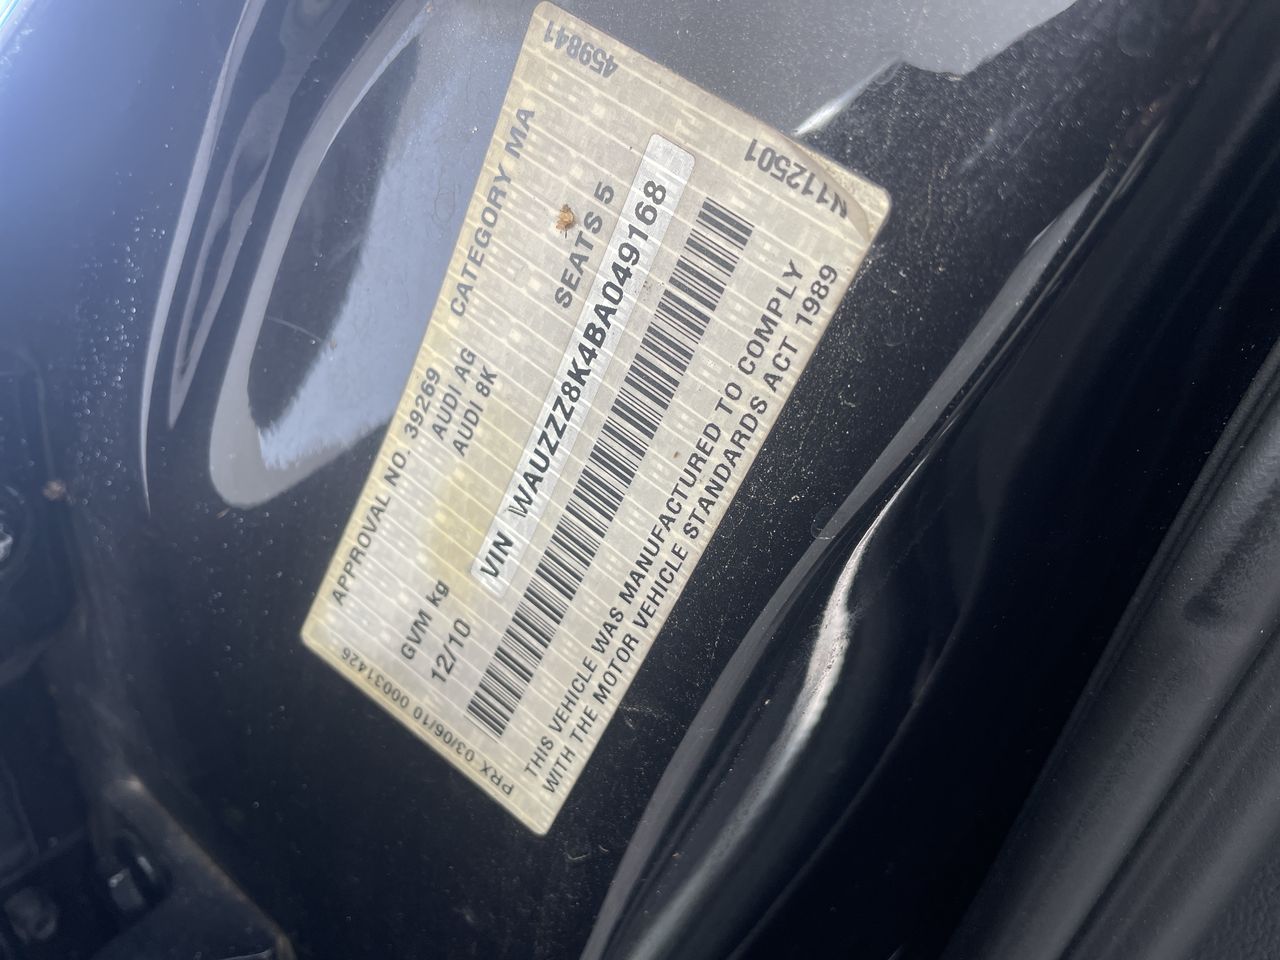 459841
N112501
APPROVAL NO. 39269 CATEGORY MA
AUDI AG
AUDI 8K
GVM kg SEATS 5
12/10
VIN WAUZZZ8K4BA049168
THIS VEHICLE WAS MANUFACTURED TO COMPLY
WITH THE MOTOR VEHICLE STANDARDS ACT 1989
PRX 03/06/10 00031426